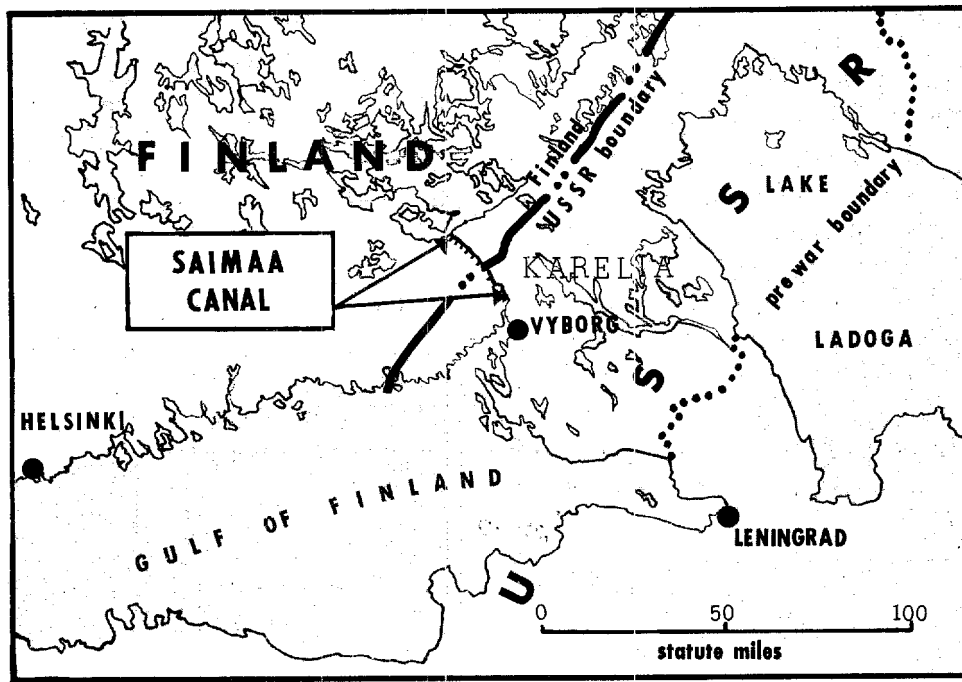 FINLAND
Finland
USSR boundary
R
S
LAKE
prewar boundary
SAIMAA
CANAL
KARELIA
VYBORG
LADOGA
S
HELSINKI
GULF OF FINLAND
LENINGRAD
U
0 50 100
statute miles